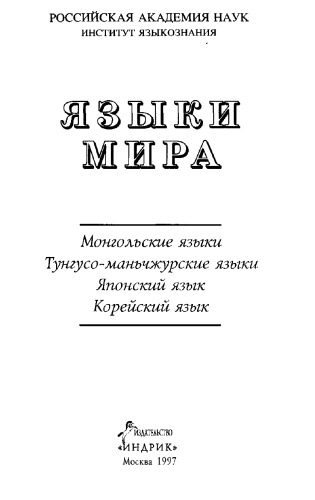 РОССИЙСКАЯ АКАДЕМИЯ НАУК
ИНСТИТУТ ЯЗЫКОЗНАНИЯ
ЯЗЫКИ
МИРА
Монгольские языки
Тунгусо-маньчжурские языки
Японский язык
Корейский язык
ИЗДАТЕЛЬСТВО
«ИНДРИК»
Москва 1997